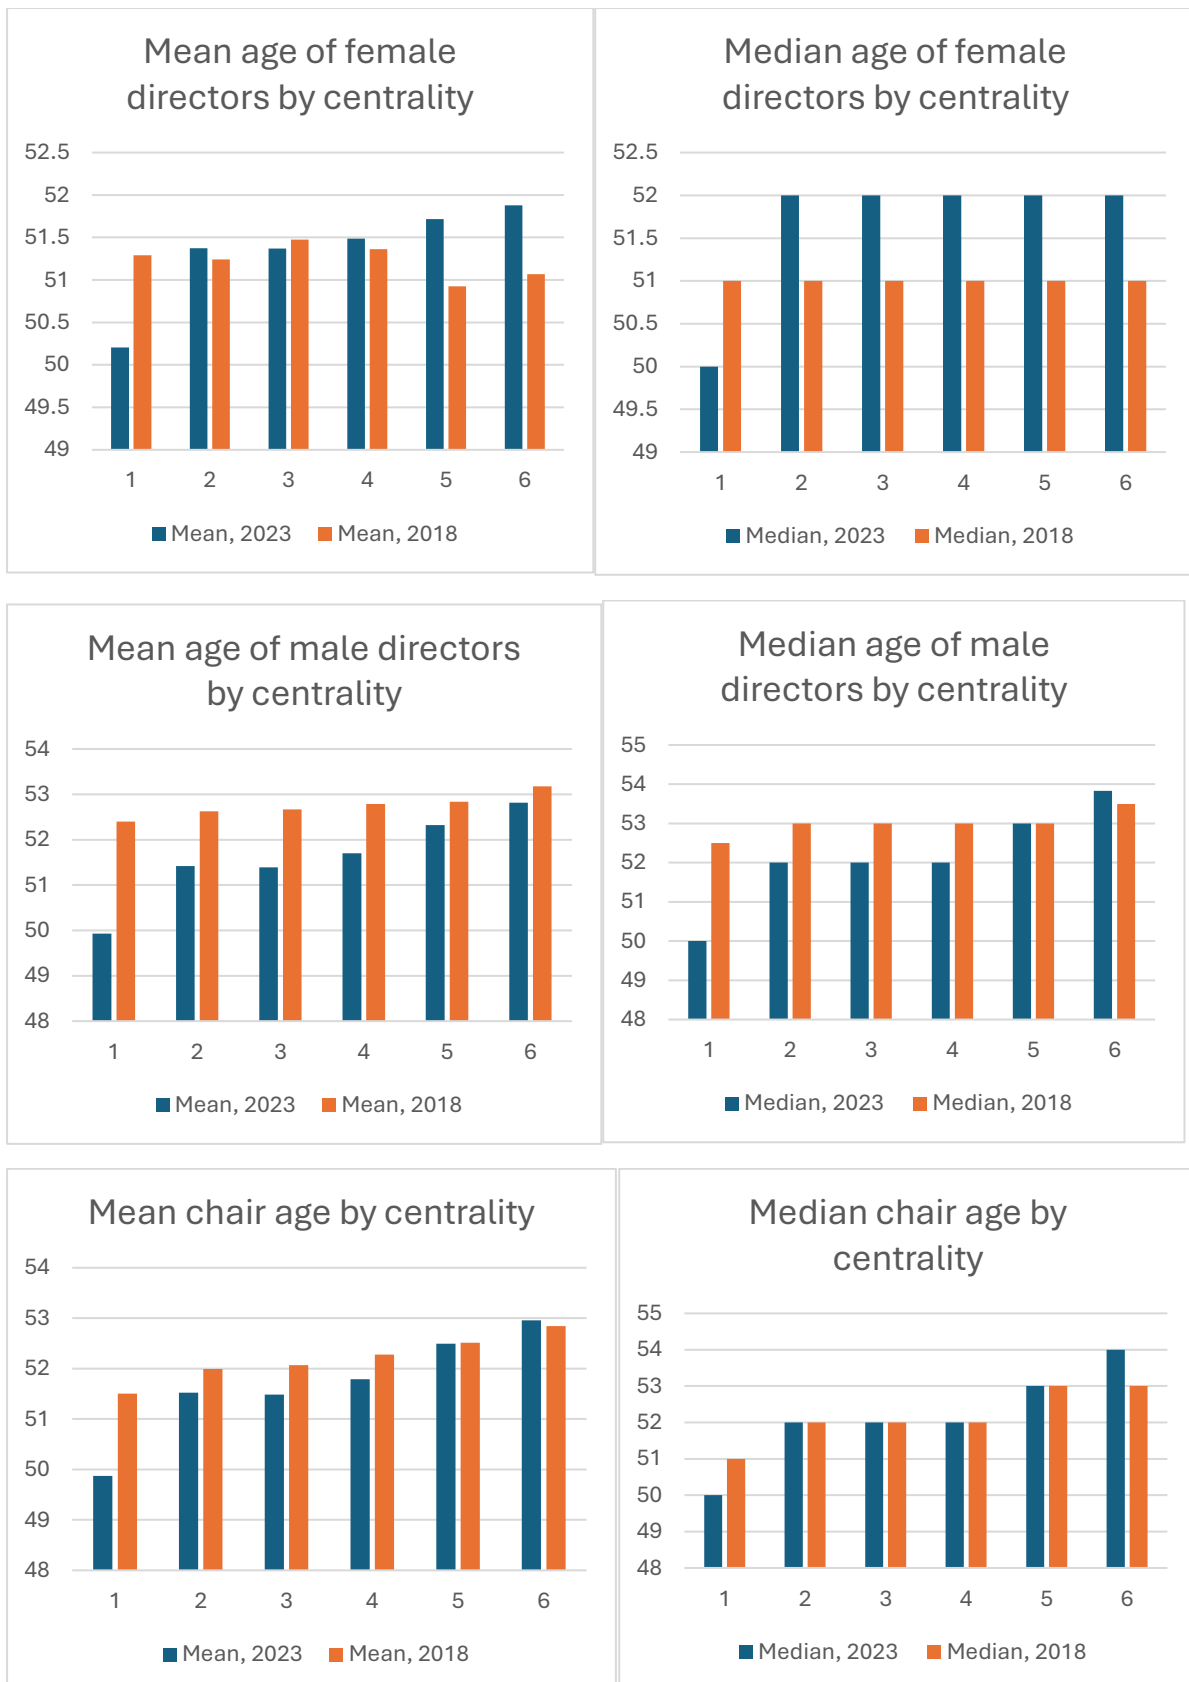 Mean age of female
directors by centrality
52.5
52
51.5
51
50.5
50
49.5
49
1 2 3 4 5 6
Mean, 2023 Mean, 2018
Median age of female
directors by centrality
52.5
52
51.5
51
50.5
50
49.5
49
1 2 3 4 5 6
Median, 2023 Median, 2018
Mean age of male directors
by centrality
54
53
52
51
50
49
48
1 2 3 4 5 6
Mean, 2023 Mean, 2018
Median age of male
directors by centrality
55
54
53
52
51
50
49
48
1 2 3 4 5 6
Median, 2023 Median, 2018
Mean chair age by centrality
54
53
52
51
50
49
48
1 2 3 4 5 6
Mean, 2023 Mean, 2018
Median chair age by
centrality
55
54
53
52
51
50
49
48
1 2 3 4 5 6
Median, 2023 Median, 2018